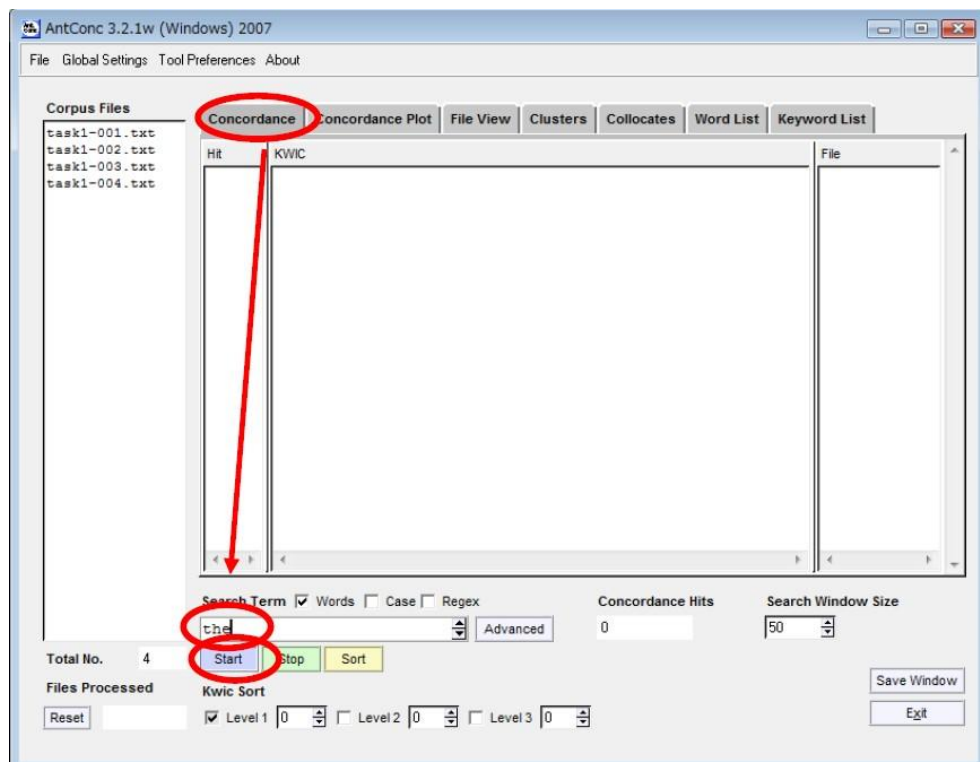 AntConc 3.2.1w (Windows) 2007
File Global Settings Tool Preferences About
Corpus Files
task1-001.txt
task1-002.txt
task1-003.txt
task1-004.txt
Concordance Concordance Plot File View Clusters Collocates Word List Keyword List
Hit KWIC File
Search Term Words Case Regex Concordance Hits Search Window Size
the Advanced 0 50
Total No. 4 Start Stop Sort
Files Processed Kwic Sort Save Window
Reset Level 1 0 Level 2 0 Level 3 0 Exit